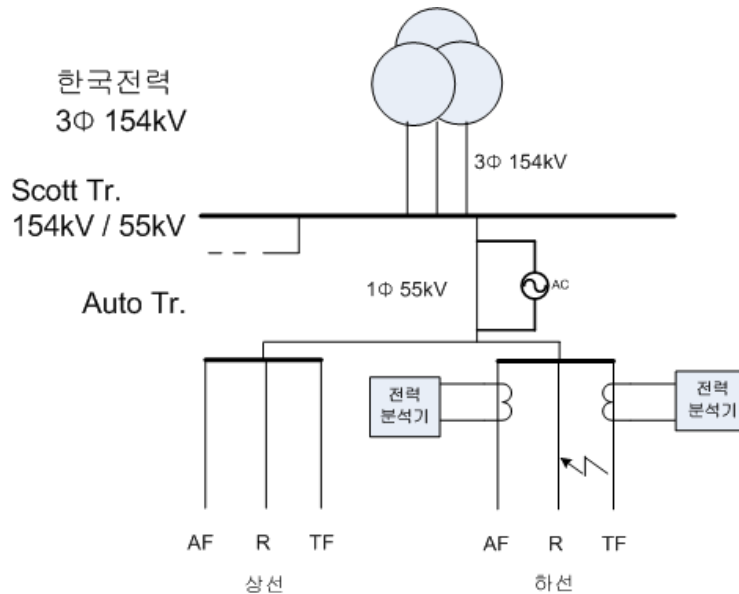 한국전력
3Φ 154kV
3Φ 154kV
Scott Tr.
154kV / 55kV
Auto Tr.
1Φ 55kV
AC
전력
분석기
전력
분석기
AF R TF
AF R TF
상선
하선